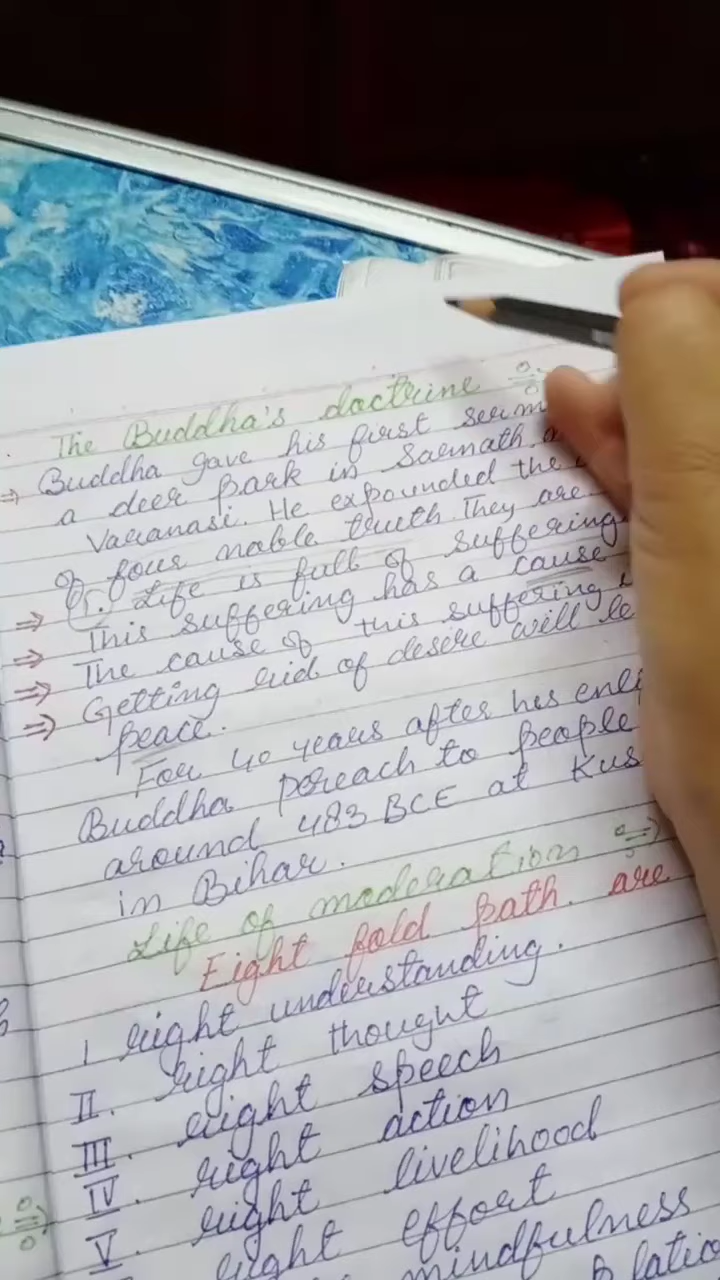 The Buddha's doctrine
⇒ Buddha gave his first
a deer park in Sarnath
Varanasi. He expounded the
of four noble truth. They are
(1.) Life is full of suffering
⇒ This suffering has a cause
⇒ The cause of this suffering
⇒ Getting rid of desire will
⇒ peace.
For 40 years after his
Buddha preach to people
around 483 BCE at
in Bihar.
Life of moderation ⇒
Eight fold path are
I right understanding.
II. right thought
III. right speech
IV. right action
V. right livelihood
right effort
mindfulness